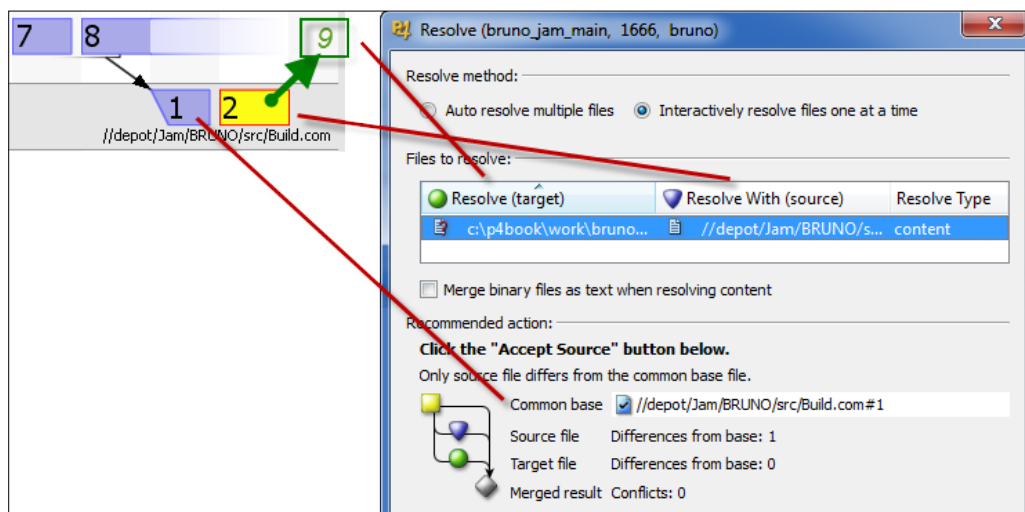 7 8 9
1 2
//depot/Jam/BRUNO/src/Build.com
Resolve (bruno_jam_main, 1666, bruno)
Resolve method:
Auto resolve multiple files Interactively resolve files one at a time
Files to resolve:
Resolve (target) Resolve With (source) Resolve Type
c:\p4book\work\bruno... //depot/Jam/BRUNO/s... content
Merge binary files as text when resolving content
Recommended action:
Click the "Accept Source" button below.
Only source file differs from the common base file.
Common base //depot/Jam/BRUNO/src/Build.com#1
Source file Differences from base: 1
Target file Differences from base: 0
Merged result Conflicts: 0